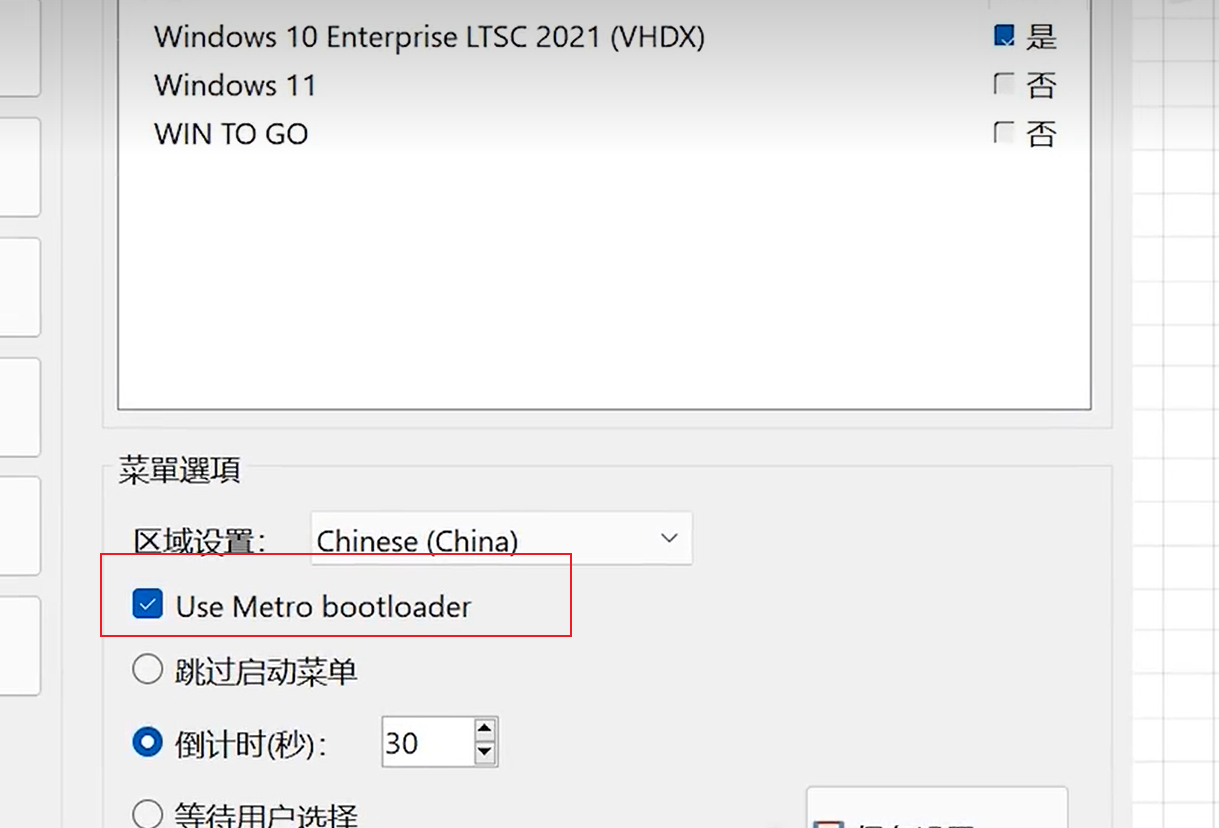 Windows 10 Enterprise LTSC 2021 (VHDX) 是
Windows 11 否
WIN TO GO 否
菜單選項
区域设置: Chinese (China)
Use Metro bootloader
跳过启动菜单
倒计时(秒): 30
等待用户选择